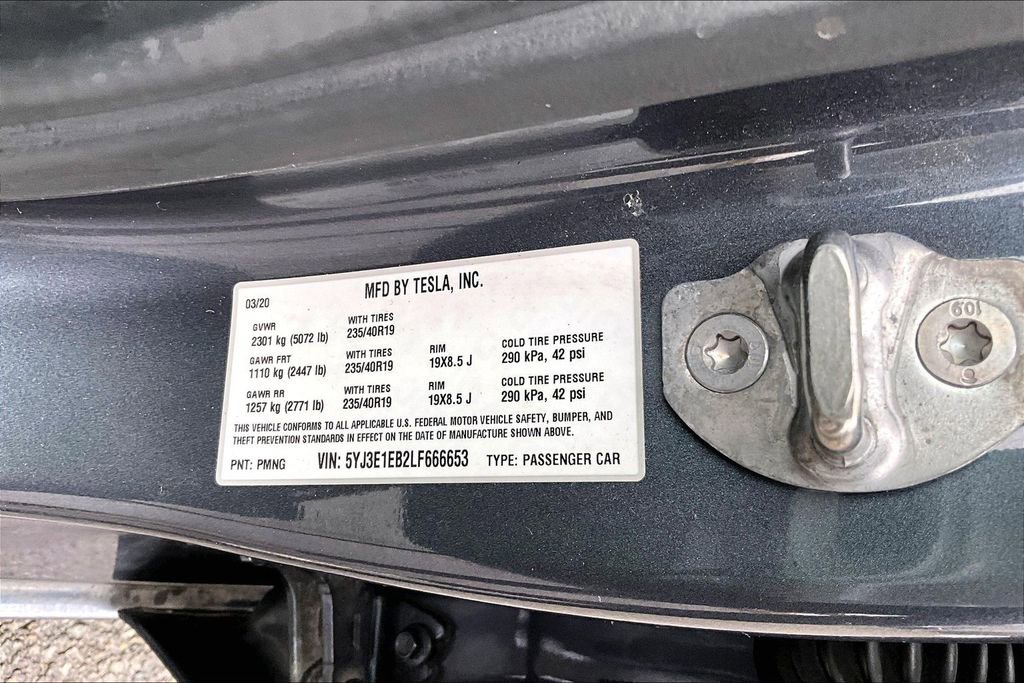 MFD BY TESLA, INC.
03/20
GVWR WITH TIRES
2301 kg (5072 lb) 235/40R19
GAWR FRT WITH TIRES RIM COLD TIRE PRESSURE
1110 kg (2447 lb) 235/40R19 19X8.5 J 290 kPa, 42 psi
GAWR RR WITH TIRES RIM COLD TIRE PRESSURE
1257 kg (2771 lb) 235/40R19 19X8.5 J 290 kPa, 42 psi
THIS VEHICLE CONFORMS TO ALL APPLICABLE U.S. FEDERAL MOTOR VEHICLE SAFETY, BUMPER, AND
THEFT PREVENTION STANDARDS IN EFFECT ON THE DATE OF MANUFACTURE SHOWN ABOVE.
PNT: PMNG VIN: 5YJ3E1EB2LF666653 TYPE: PASSENGER CAR